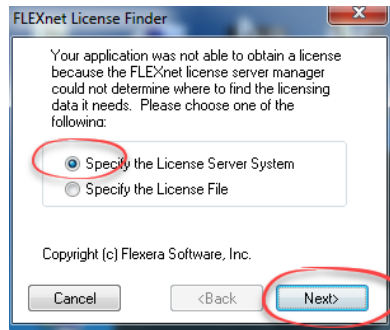 FLEXnet License Finder
Your application was not able to obtain a license
because the FLEXnet license server manager
could not determine where to find the licensing
data it needs.  Please choose one of the
following:
Specify the License Server System
Specify the License File
Copyright (c) Flexera Software, Inc.
Cancel
<Back
Next>